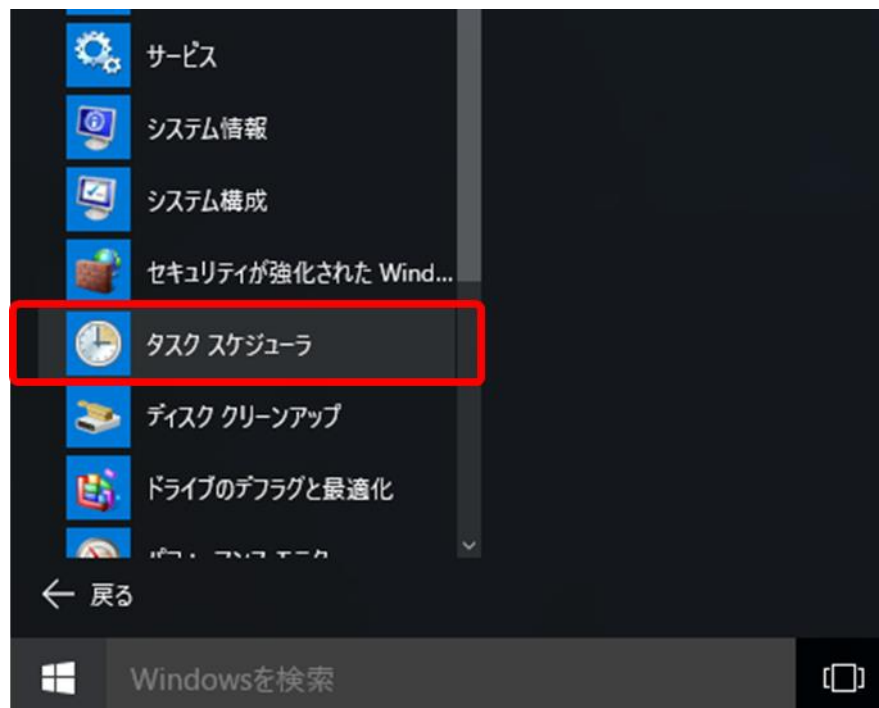 サービス
システム情報
システム構成
セキュリティが強化された Wind...
タスク スケジューラ
ディスク クリーンアップ
ドライブのデフラグと最適化
戻る
Windowsを検索